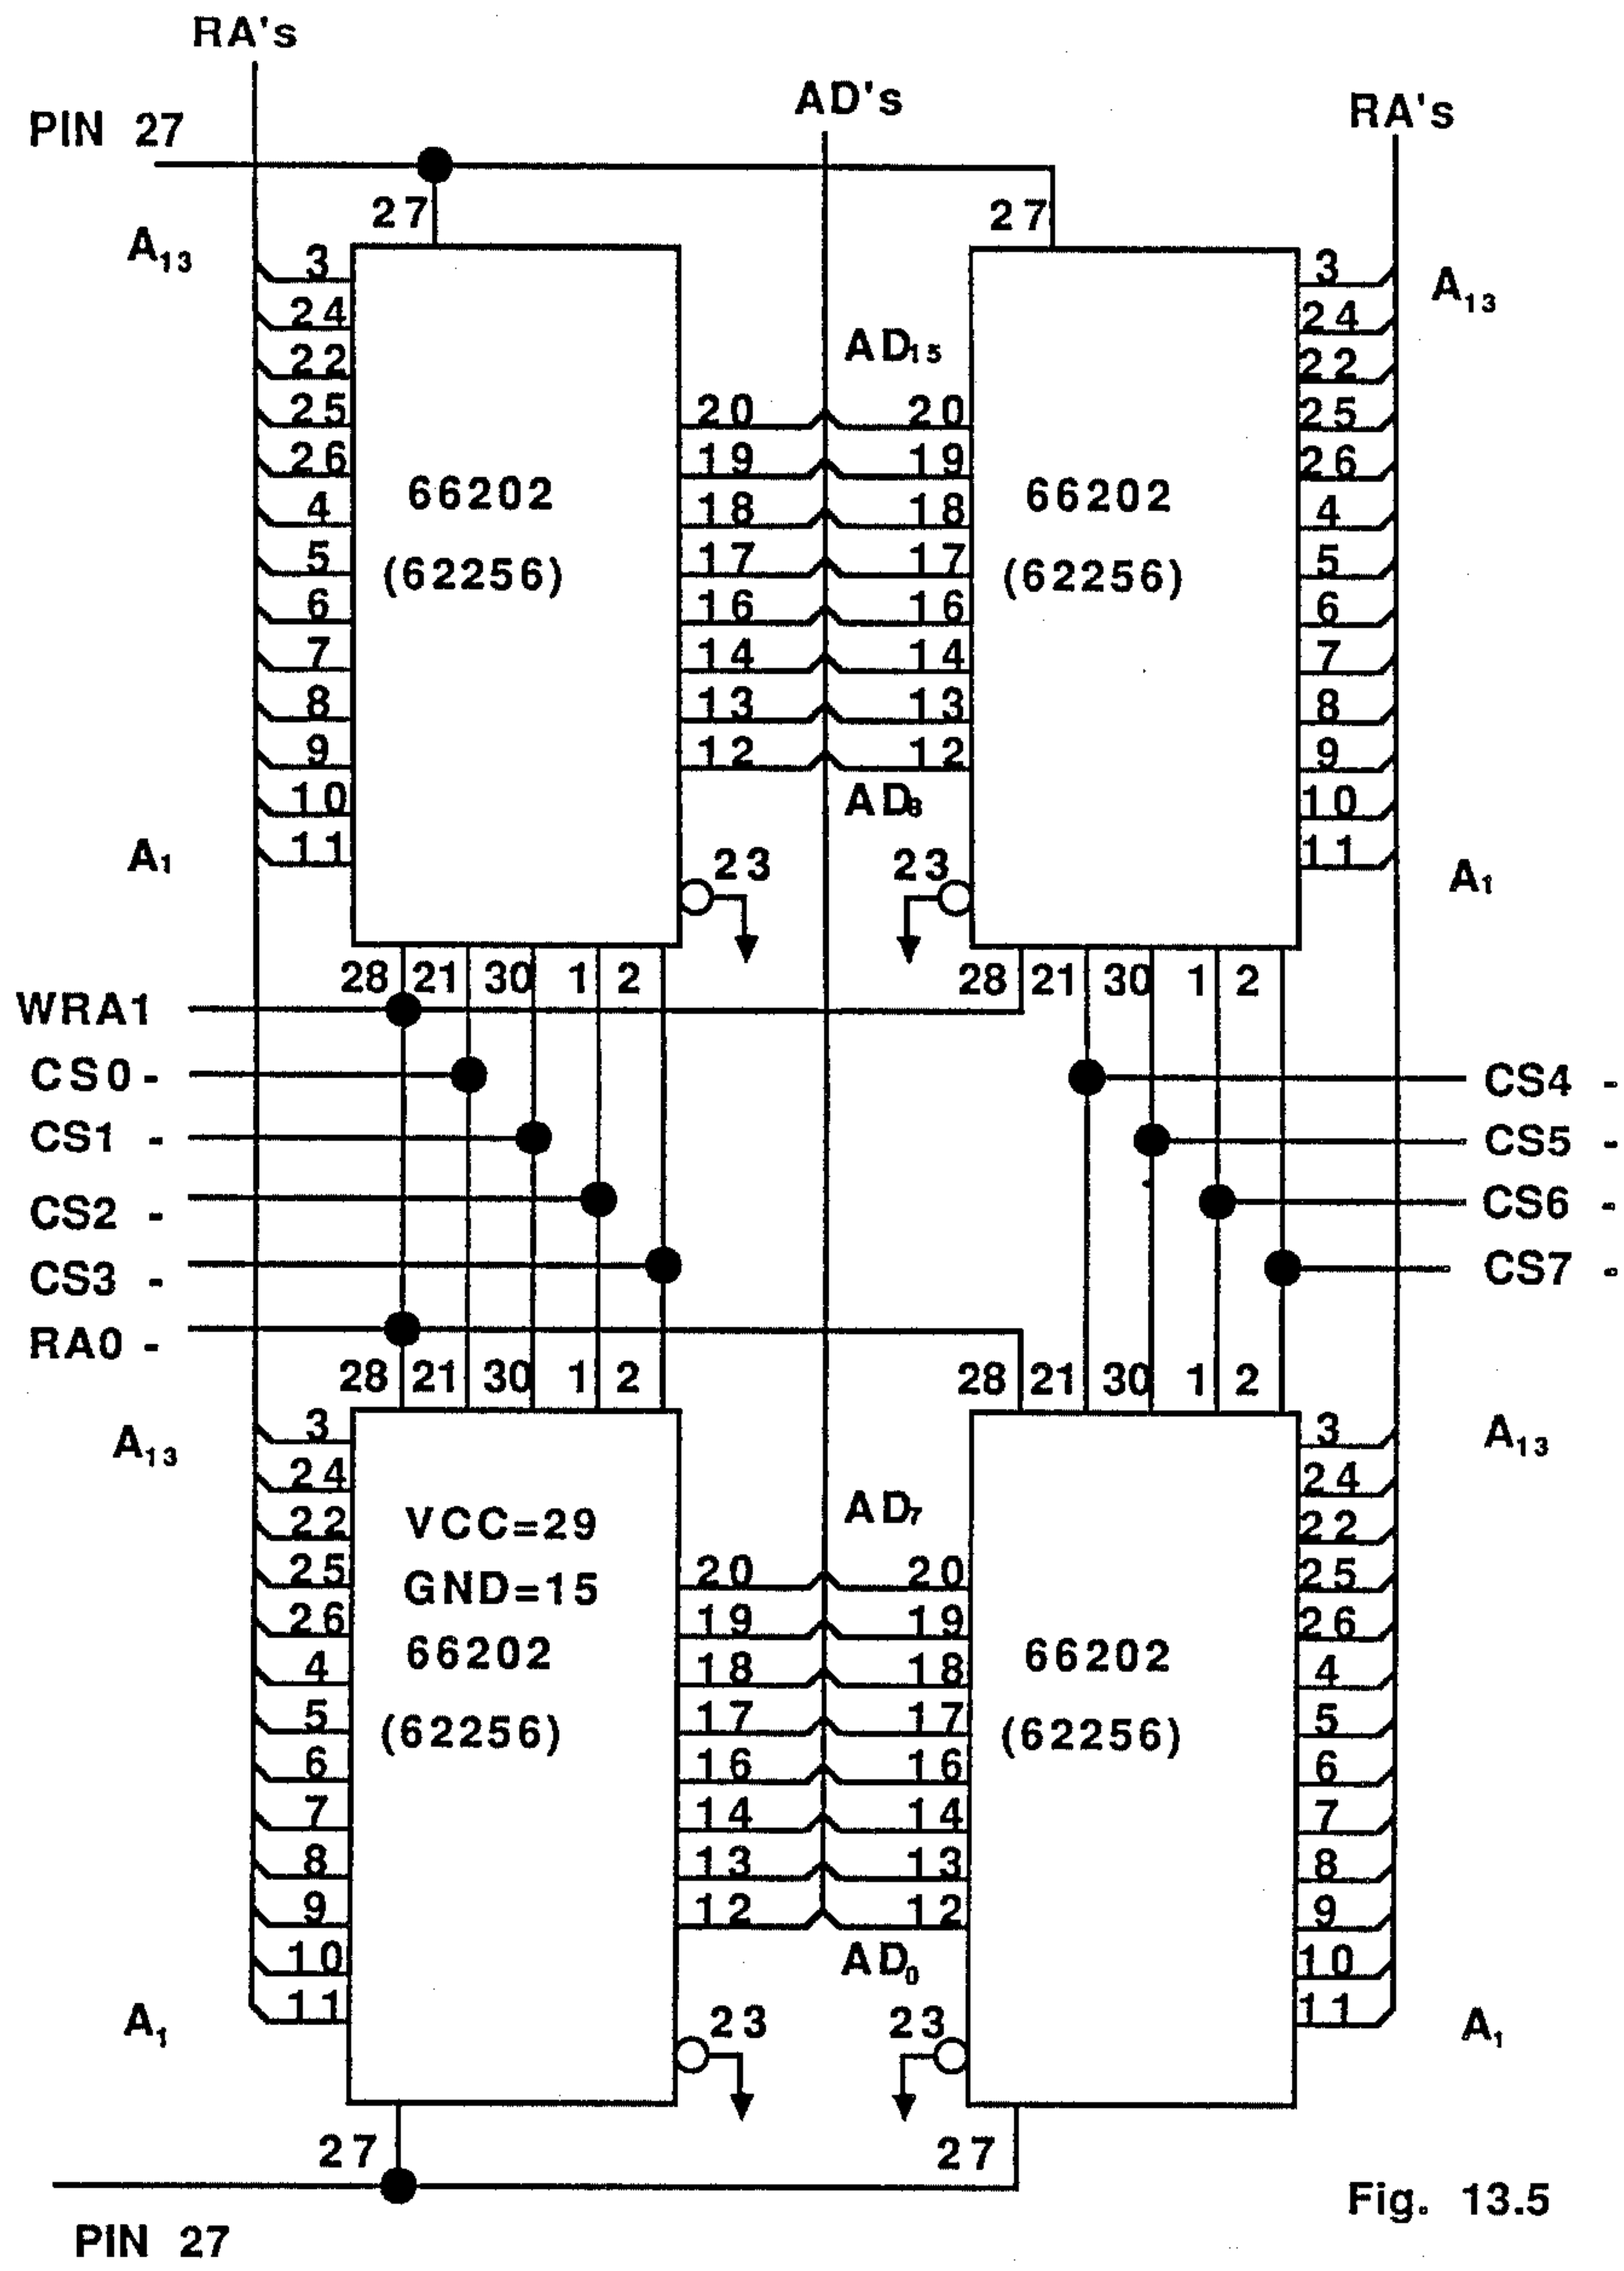 RA's
AD's
RA's
PIN 27
27 27
A13 A13
3 3
24 24
22 22
AD15
25 20 20 25
26 19 19 26
4 18 18 4
5 17 17 5
6 16 16 6
7 14 14 7
8 13 13 8
9 12 12 9
10 10
11 11
66202 66202
(62256) (62256)
AD8
A1 A1
23 23
28 21 30 1 2 28 21 30 1 2
WRA1
CS0 - CS4 -
CS1 - CS5 -
CS2 - CS6 -
CS3 - CS7 -
RA0 -
28 21 30 1 2 28 21 30 1 2
A13 A13
3 3
24 24
22 22
AD7
25 20 20 25
26 19 19 26
4 18 18 4
5 17 17 5
6 16 16 6
7 14 14 7
8 13 13 8
9 12 12 9
10 10
11 11
VCC=29
GND=15
66202 66202
(62256) (62256)
AD0
A1 A1
23 23
27 27
PIN 27
Fig. 13.5